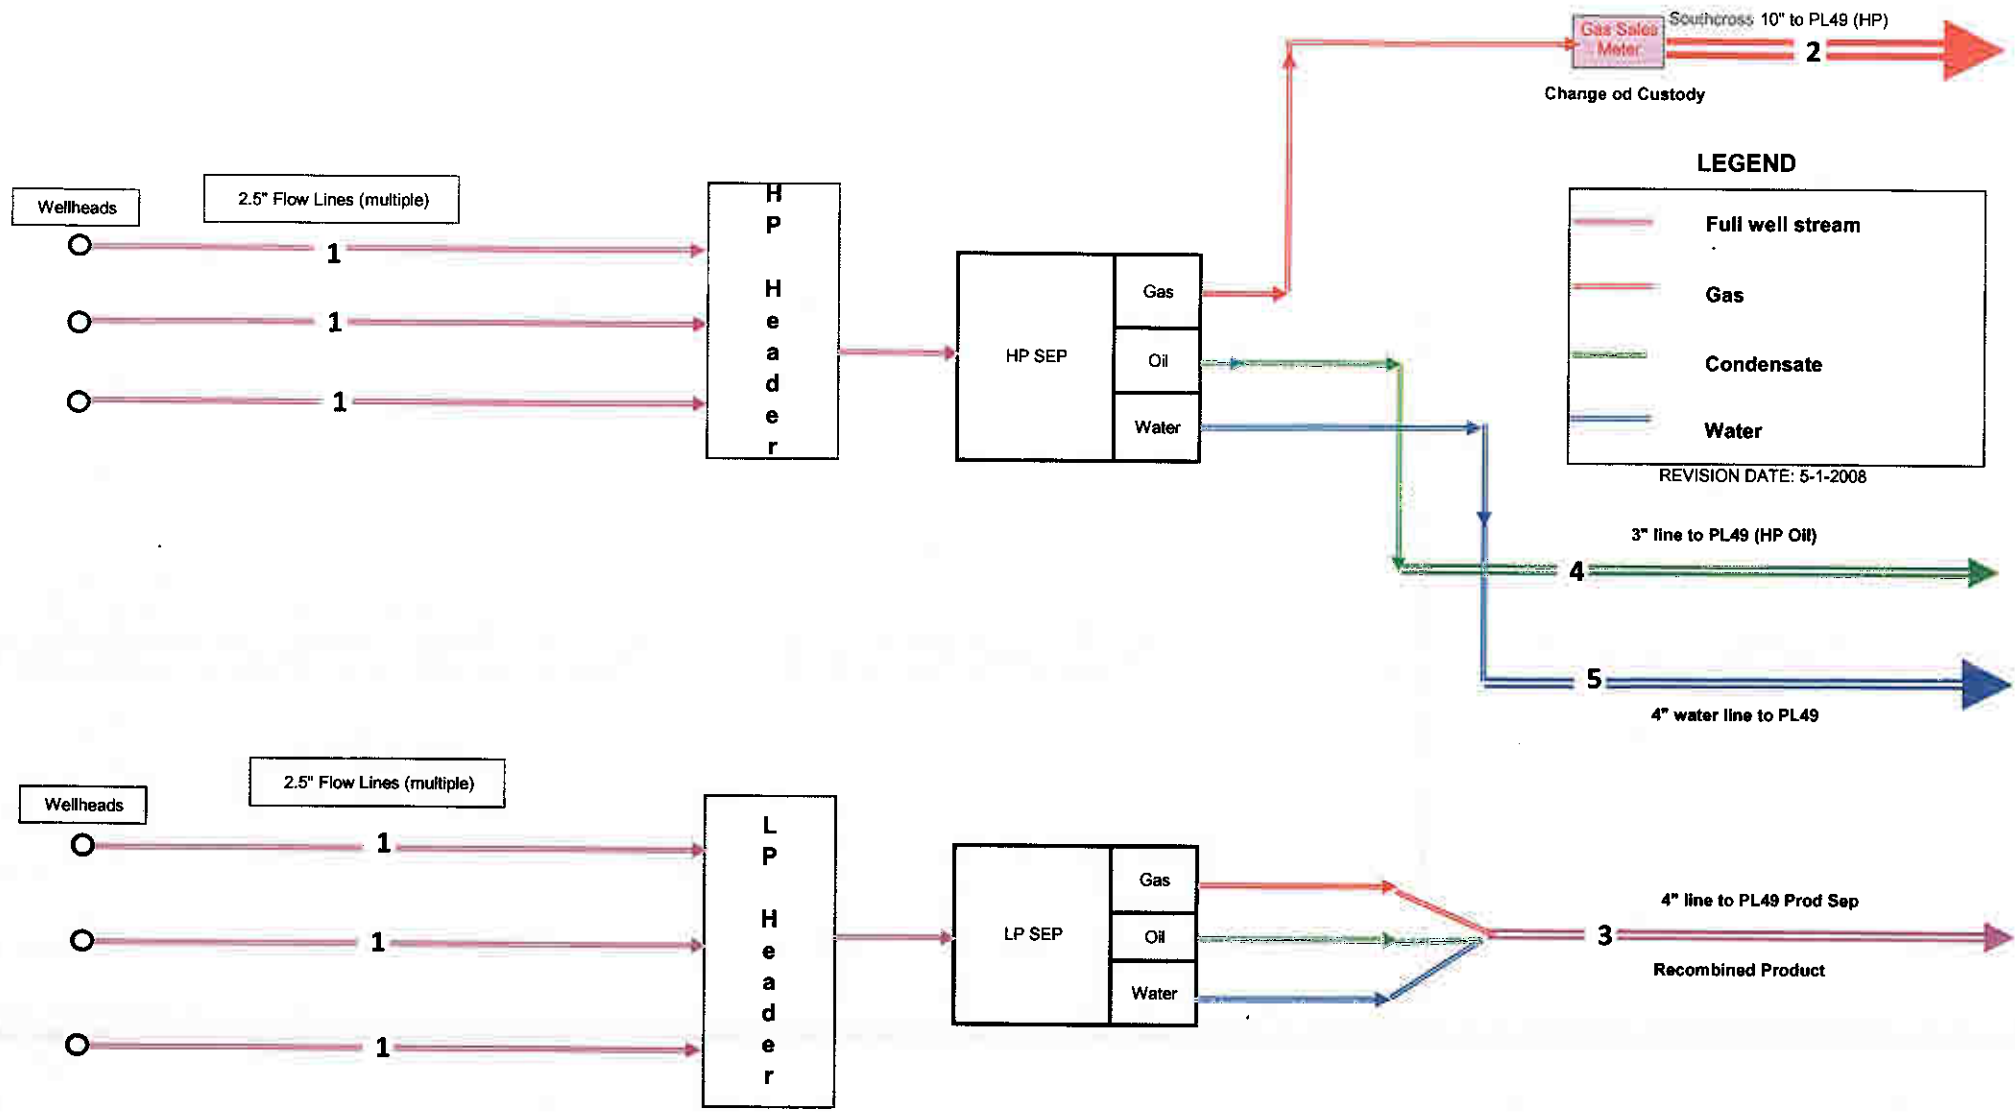 Southcross 10" to PL49 (HP)
Gas Sales
Meter
2
Change od Custody
LEGEND
Full well stream
Gas
Condensate
Water
REVISION DATE: 5-1-2008
Wellheads
2.5" Flow Lines (multiple)
1
1
1
HP Header
HP SEP
Gas
Oil
Water
3" line to PL49 (HP Oil)
4
5
4" water line to PL49
Wellheads
2.5" Flow Lines (multiple)
1
1
1
LP Header
LP SEP
Gas
Oil
Water
4" line to PL49 Prod Sep
3
Recombined Product